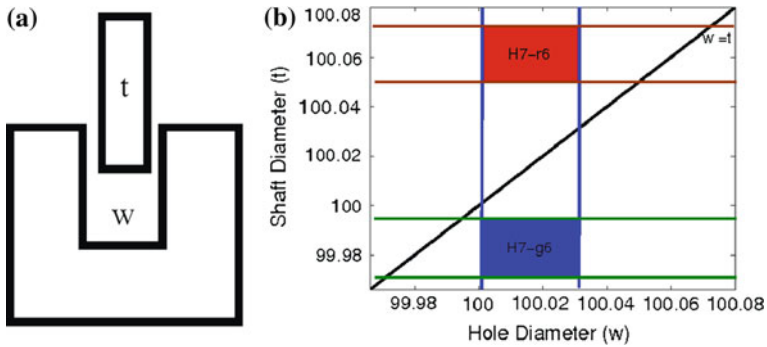 (a)
t
w
(b)
Shaft Diameter (t)
100.08
100.06
100.04
100.02
100
99.98
H7-r6
w =t
H7-g6
99.98 100 100.02 100.04 100.06 100.08
Hole Diameter (w)